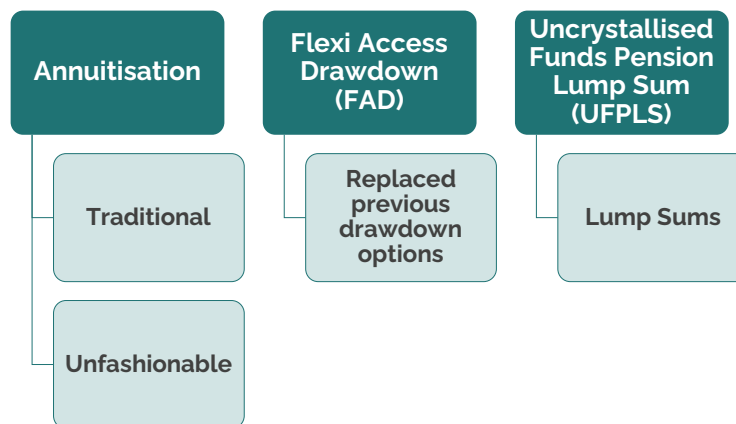 Annuitisation
Traditional
Unfashionable
Flexi Access
Drawdown
(FAD)
Replaced
previous
drawdown
options
Uncrystallised
Funds Pension
Lump Sum
(UFPLS)
Lump Sums